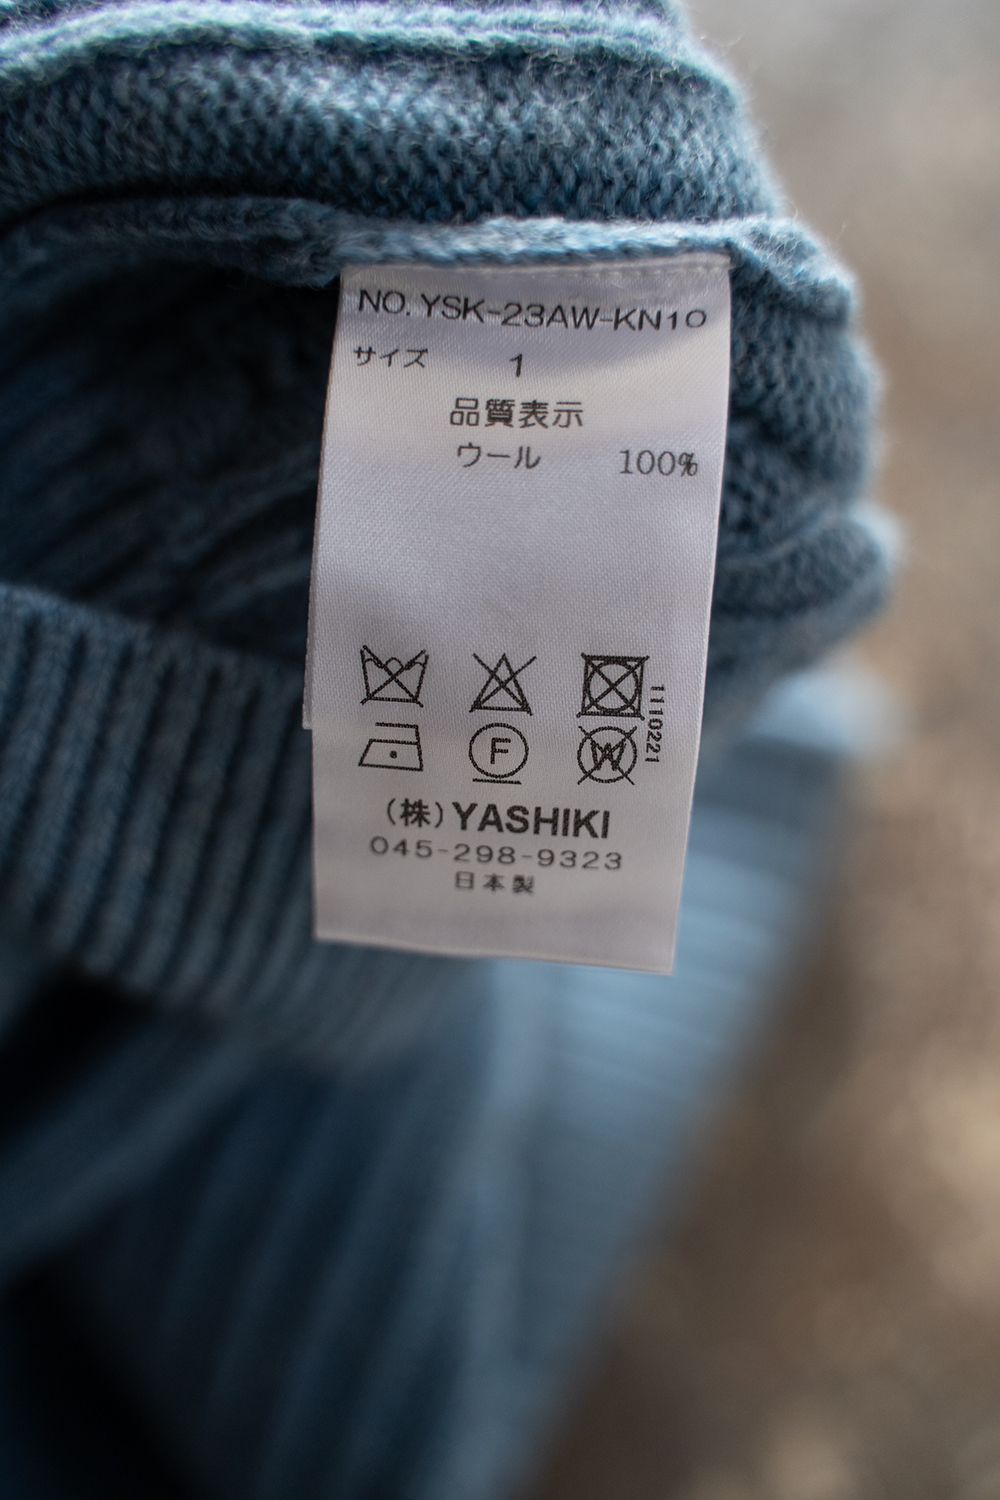 NO. YSK-23AW-KN10
サイズ 1
品質表示
ウール 100%
1110221
F
W
(株)YASHIKI
045-298-9323
日本製